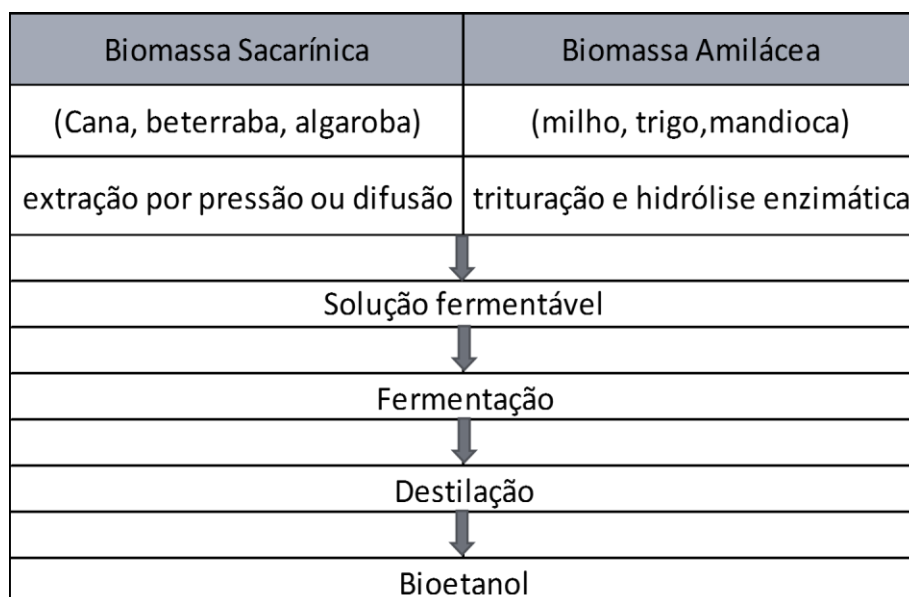 Biomassa Sacarínica
Biomassa Amilácea
(Cana, beterraba, algaroba)
(milho, trigo,mandioca)
extração por pressão ou difusão
trituração e hidrólise enzimática
Solução fermentável
Fermentação
Destilação
Bioetanol